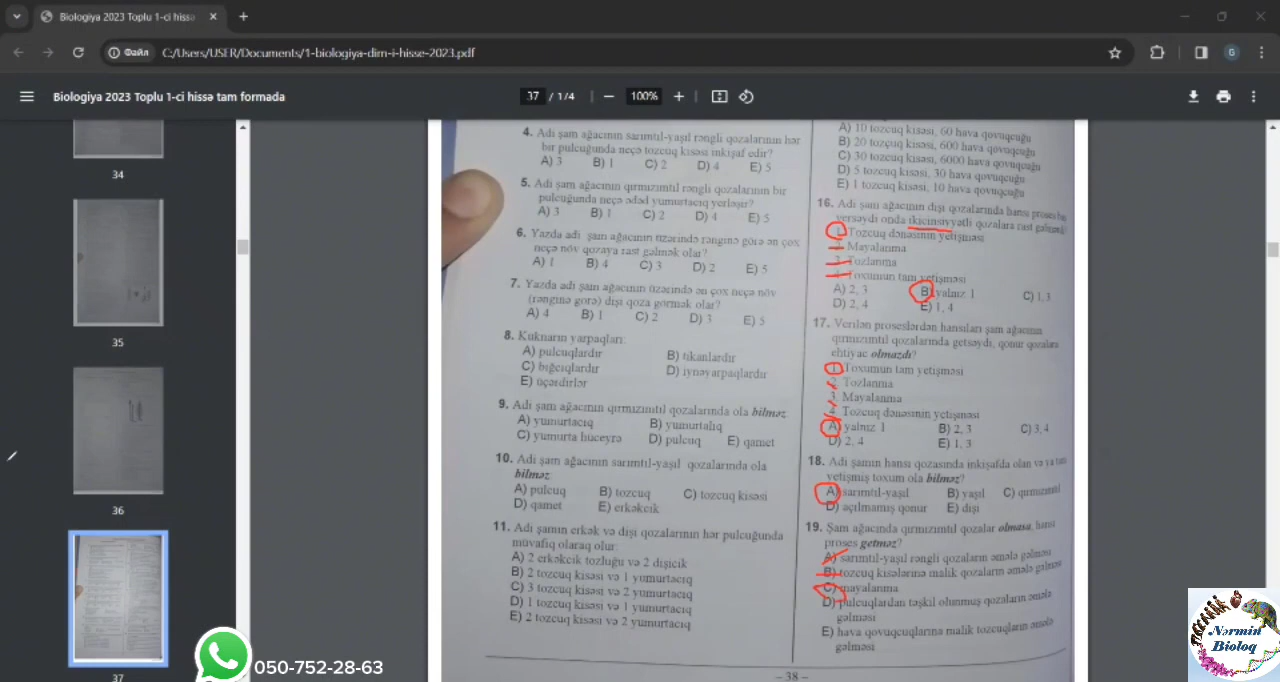 Biologiya 2023 Toplu 1-ci hissə
Файл
C:/Users/USER/Documents/1-biologiya-dim-i-hisse-2023.pdf
G
Biologiya 2023 Toplu 1-ci hissə tam formada
37 / 174
100%
34
35
36
37
4. Adi şam ağacının sarımtıl-yaşıl rəngli qozalarının hər
bir pulcuğunda neçə tozcuq kisəsi inkişaf edir?
A) 3 B) 1 C) 2 D) 4 E) 5
5. Adi şam ağacının qırmızımtıl rəngli qozalarının bir
pulcuğunda neçə ədəd yumurtacıq yerləşir?
A) 3 B) 1 C) 2 D) 4 E) 5
6. Yazda adi şam ağacının üzərində rənginə görə ən çox
neçə növ qozaya rast gəlmək olar?
A) 1 B) 4 C) 3 D) 2 E) 5
7. Yazda adi şam ağacının üzərində ən çox neçə növ
(rənginə görə) dişi qoza görmək olar?
A) 4 B) 1 C) 2 D) 3 E) 5
8. Küknarın yarpaqları:
A) pulcuqlardır B) tikanlardır
C) bığcıqlardır D) iynəyarpaqlardır
E) üçərdirlər
9. Adi şam ağacının qırmızımtıl qozalarında ola bilməz
A) yumurtacıq B) yumurtalıq
C) yumurta hüceyrə D) pulcuq E) qamet
10. Adi şam ağacının sarımtıl-yaşıl qozalarında ola
bilməz
A) pulcuq B) tozcuq C) tozcuq kisəsi
D) qamet E) erkəkcik
11. Adi şamın erkək və dişi qozalarının hər pulcuğunda
müvafiq olaraq olur:
A) 2 erkəkcik tozluğu və 2 dişicik
B) 2 tozcuq kisəsi və 1 yumurtacıq
C) 3 tozcuq kisəsi və 2 yumurtacıq
D) 1 tozcuq kisəsi və 1 yumurtacıq
E) 2 tozcuq kisəsi və 2 yumurtacıq
A) 10 tozcuq kisəsi, 60 hava qovuqcuğu
B) 20 tozcuq kisəsi, 600 hava qovuqcuğu
C) 30 tozcuq kisəsi, 6000 hava qovuqcuğu
D) 5 tozcuq kisəsi, 30 hava qovuqcuğu
E) 1 tozcuq kisəsi, 10 hava qovuqcuğu
16. Adi şam ağacının dişi qozalarında hansı proses baş
versəydi onda ikicinsiyyətli qozalara rast gəlmək
1. Tozcuq dənəsinin yetişməsi
2. Mayalanma
3. Tozlanma
4. Toxumun tam yetişməsi
A) 2, 3 B) yalnız 1 C) 1,3
D) 2, 4 E) 1, 4
17. Verilən proseslərdən hansıları şam ağacının
qırmızımtıl qozalarında getsəydi, qonur qozalara
ehtiyac olmazdı?
1. Toxumun tam yetişməsi
2. Tozlanma
3. Mayalanma
4. Tozcuq dənəsinin yetişməsi
A) yalnız 1 B) 2, 3 C) 3, 4
D) 2, 4 E) 1, 3
18. Adi şamın hansı qozasında inkişafda olan və ya tam
yetişmiş toxum ola bilməz?
A) sarımtıl-yaşıl B) yaşıl C) qırmızımtıl
D) açılmamış qonur E) dişi
19. Şam ağacında qırmızımtıl qozalar olmasa, hansı
proses getməz?
A) sarımtıl-yaşıl rəngli qozaların əmələ gəlməsi
B) tozcuq kisələrinə malik qozaların əmələ gəlməsi
C) mayalanma
D) pulcuqlardan təşkil olunmuş qozaların əmələ
gəlməsi
E) hava qovuqcuqlarına malik tozcuqların əmələ
gəlməsi
– 38 –
050-752-28-63
Nərmin
Bioloq